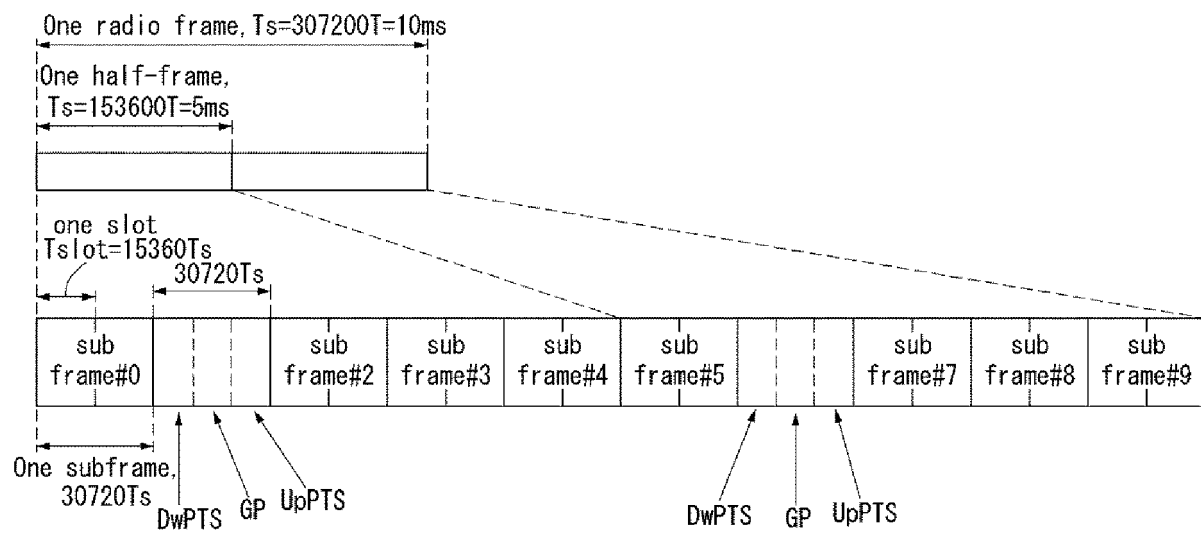 One radio frame, Ts=307200T=10ms
One half-frame,
Ts=153600T=5ms
one slot
Tslot=15360Ts
30720Ts
sub
frame#0
sub
frame#2
sub
frame#3
sub
frame#4
sub
frame#5
sub
frame#7
sub
frame#8
sub
frame#9
One subframe,
30720Ts
DwPTS
GP
UpPTS
DwPTS
GP
UpPTS